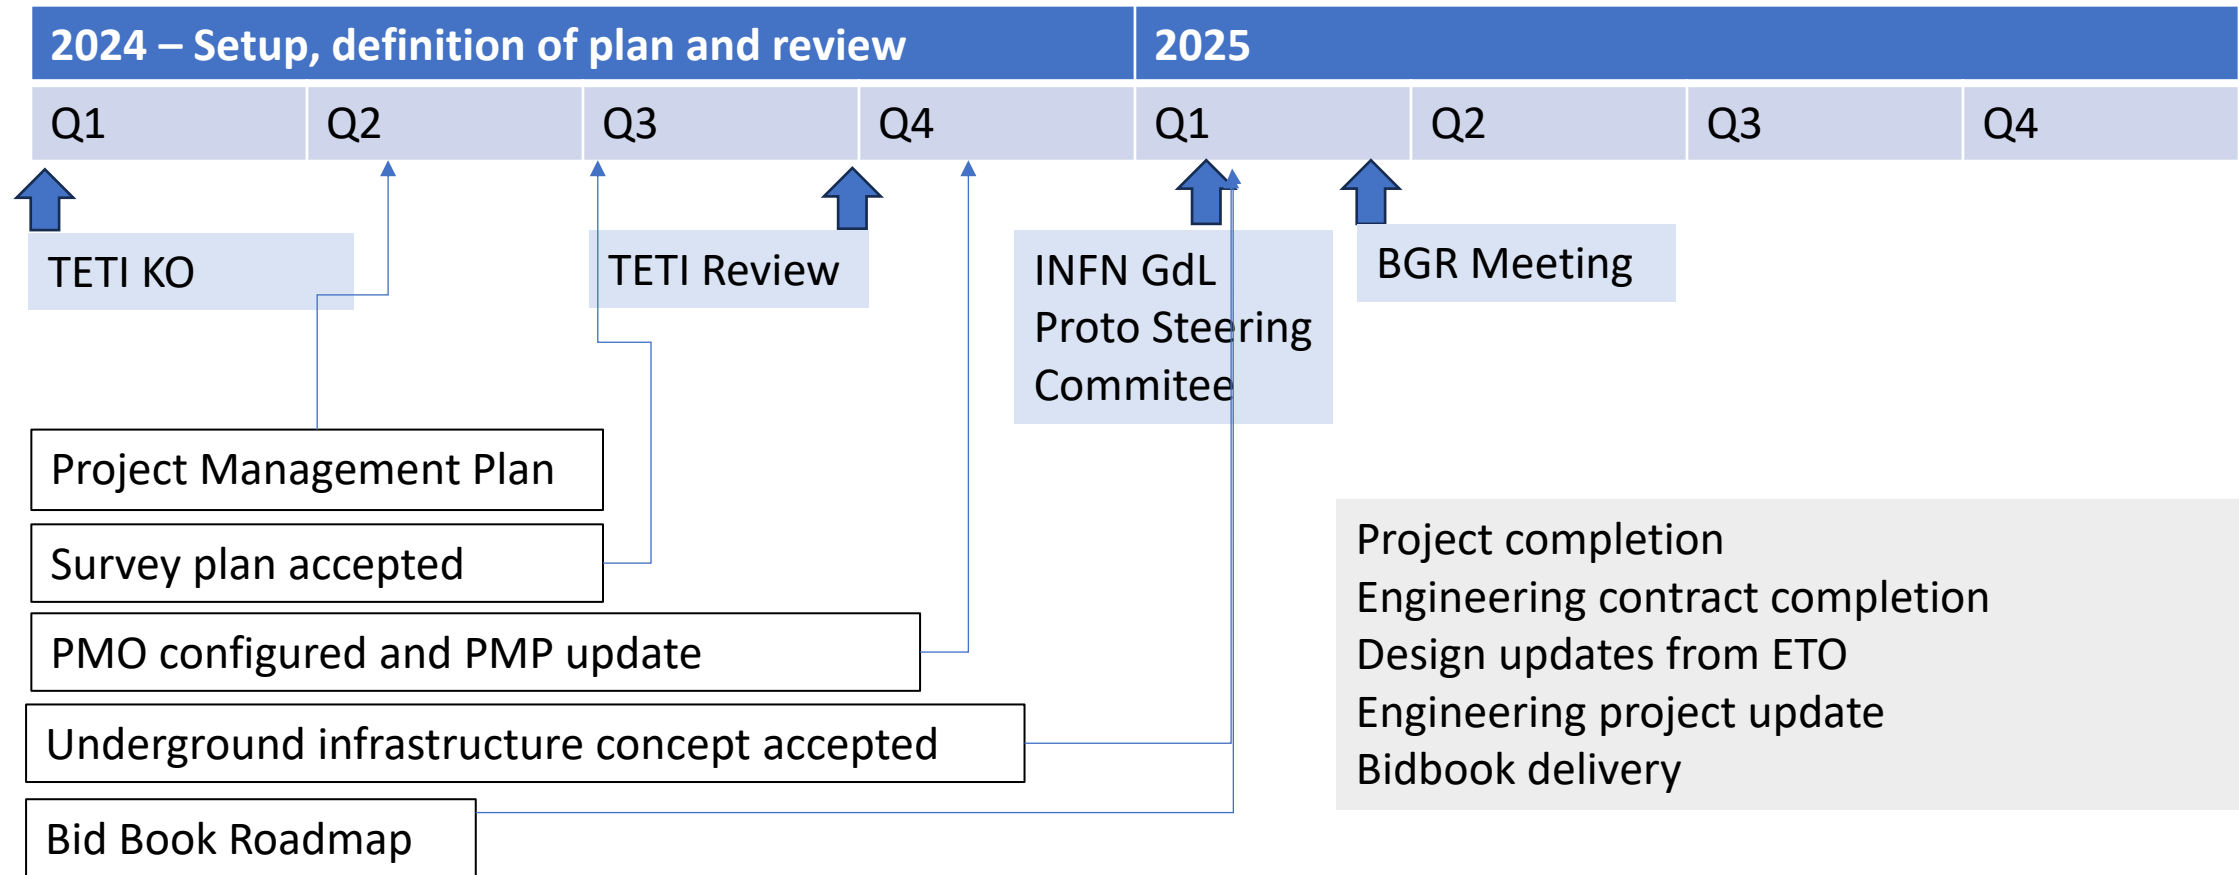 2024 – Setup, definition of plan and review
2025
Q1
Q2
Q3
Q4
Q1
Q2
Q3
Q4
TETI KO
TETI Review
INFN GdL
Proto Steering
Commitee
BGR Meeting
Project Management Plan
Survey plan accepted
PMO configured and PMP update
Underground infrastructure concept accepted
Bid Book Roadmap
Project completion
Engineering contract completion
Design updates from ETO
Engineering project update
Bidbook delivery